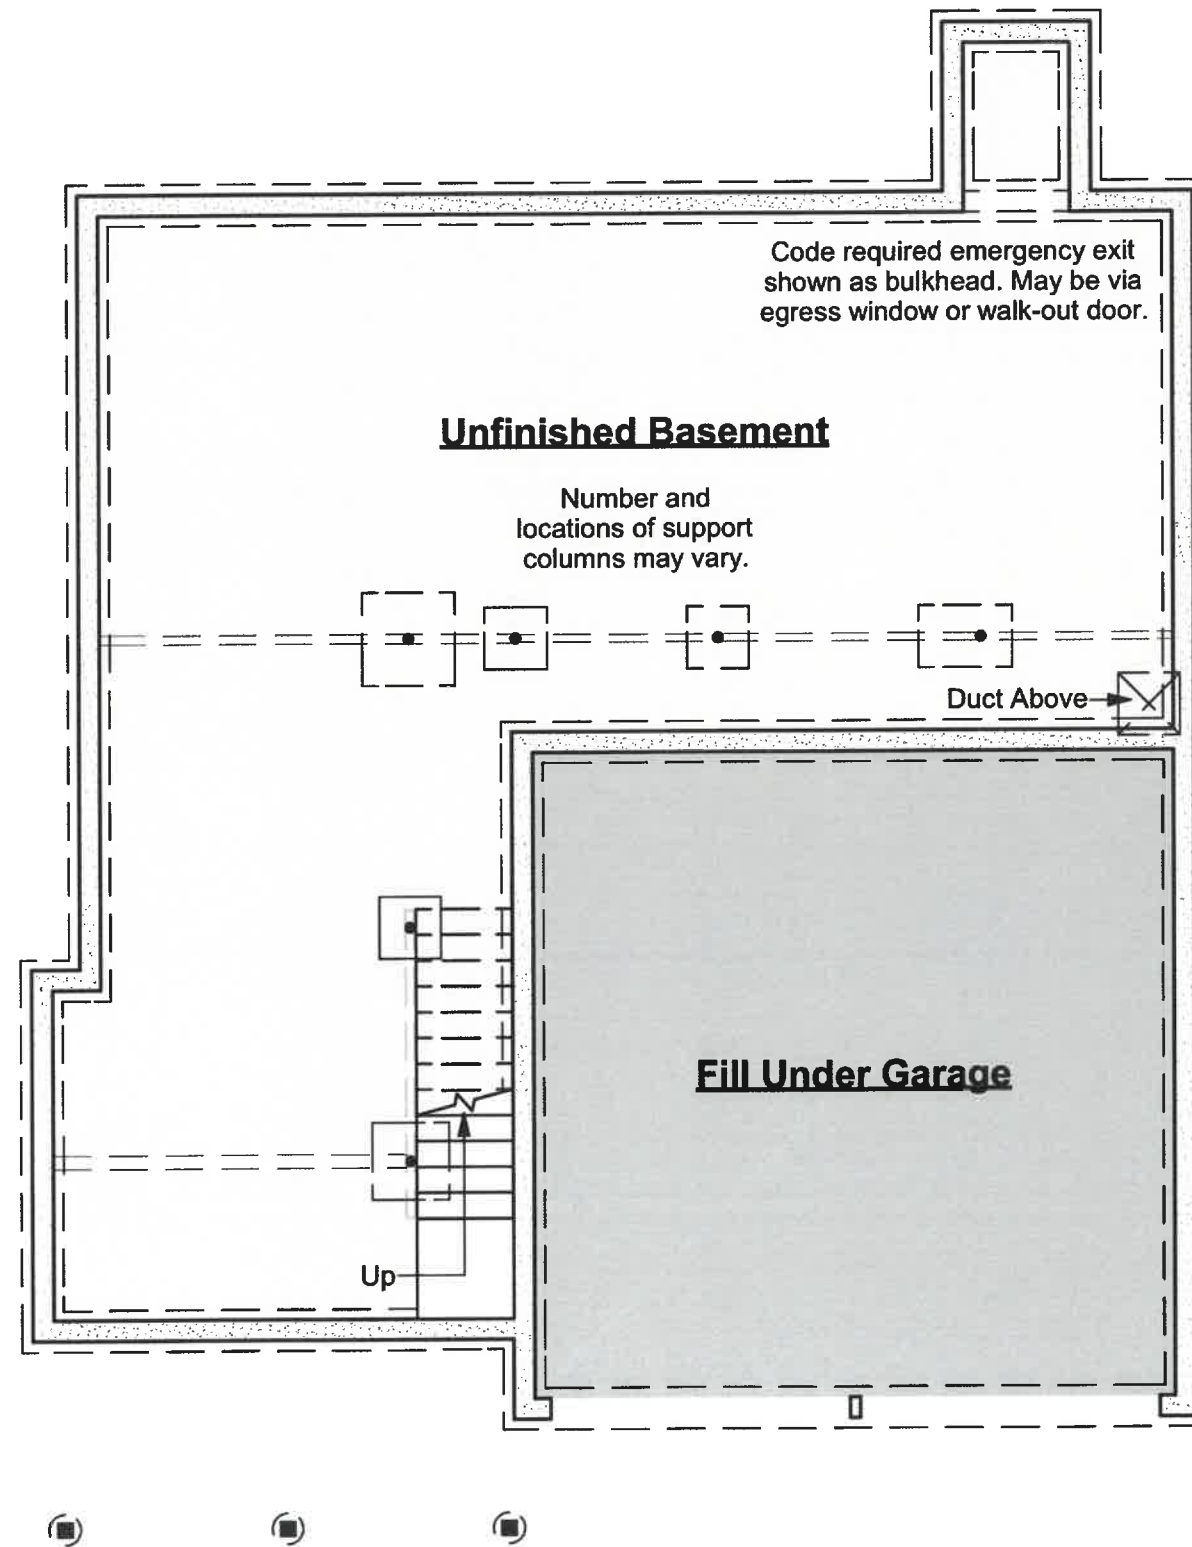 Code required emergency exit
shown as bulkhead. May be via
egress window or walk-out door.
Unfinished Basement
Number and
locations of support
columns may vary.
Duct Above
Fill Under Garage
Up